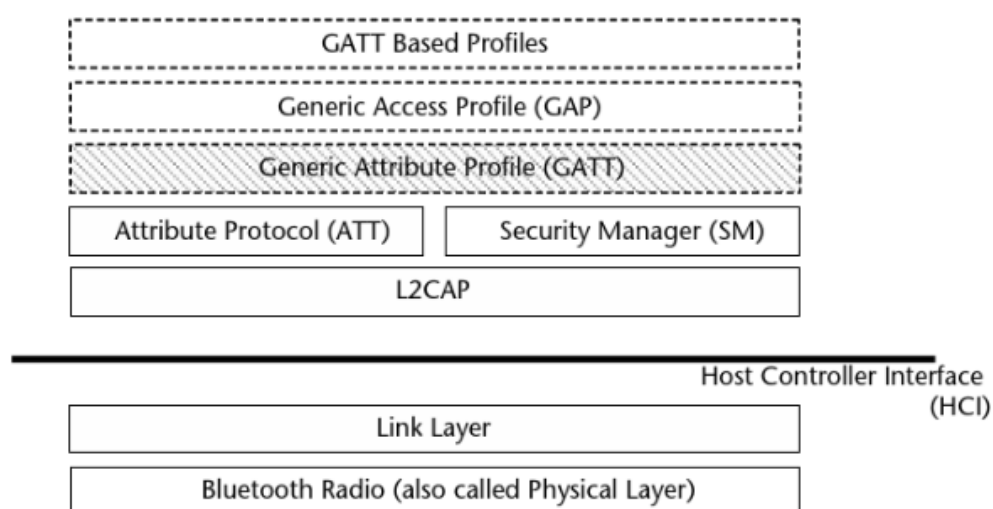 GATT Based Profiles
Generic Access Profile (GAP)
Generic Attribute Profile (GATT)
Attribute Protocol (ATT)
Security Manager (SM)
L2CAP
Host Controller Interface
(HCI)
Link Layer
Bluetooth Radio (also called Physical Layer)